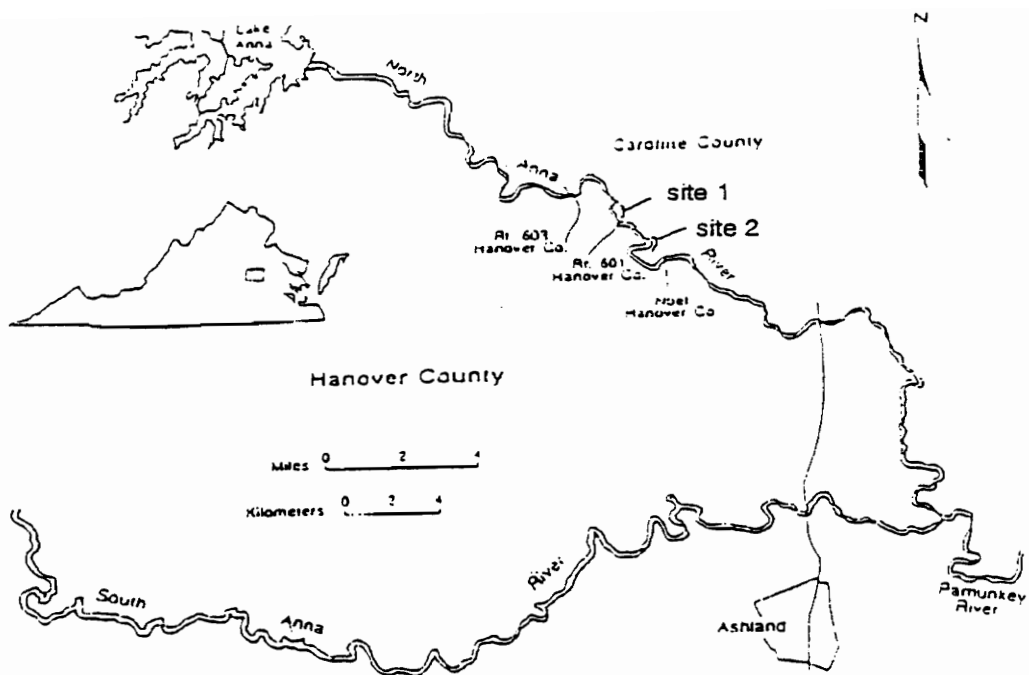 Lake
Anna
N
North
Caroline County
Anna
site 1
site 2
Rt. 603
Hanover Co.
Rt. 601
Hanover Co.
River
Noel
Hanover Co
Hanover County
Miles 0 2 4
Kilometers 0 2 4
River
South
Anna
Ashland
Pamunkey
River